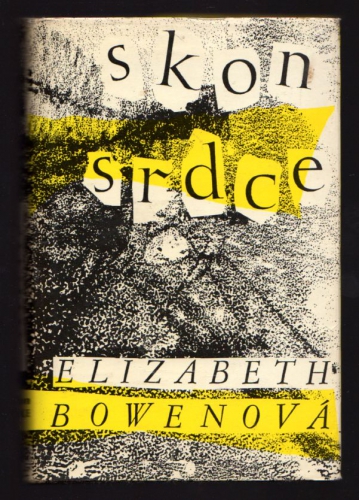 skon
srdce
ELIZABETH
BOWENOVÁ